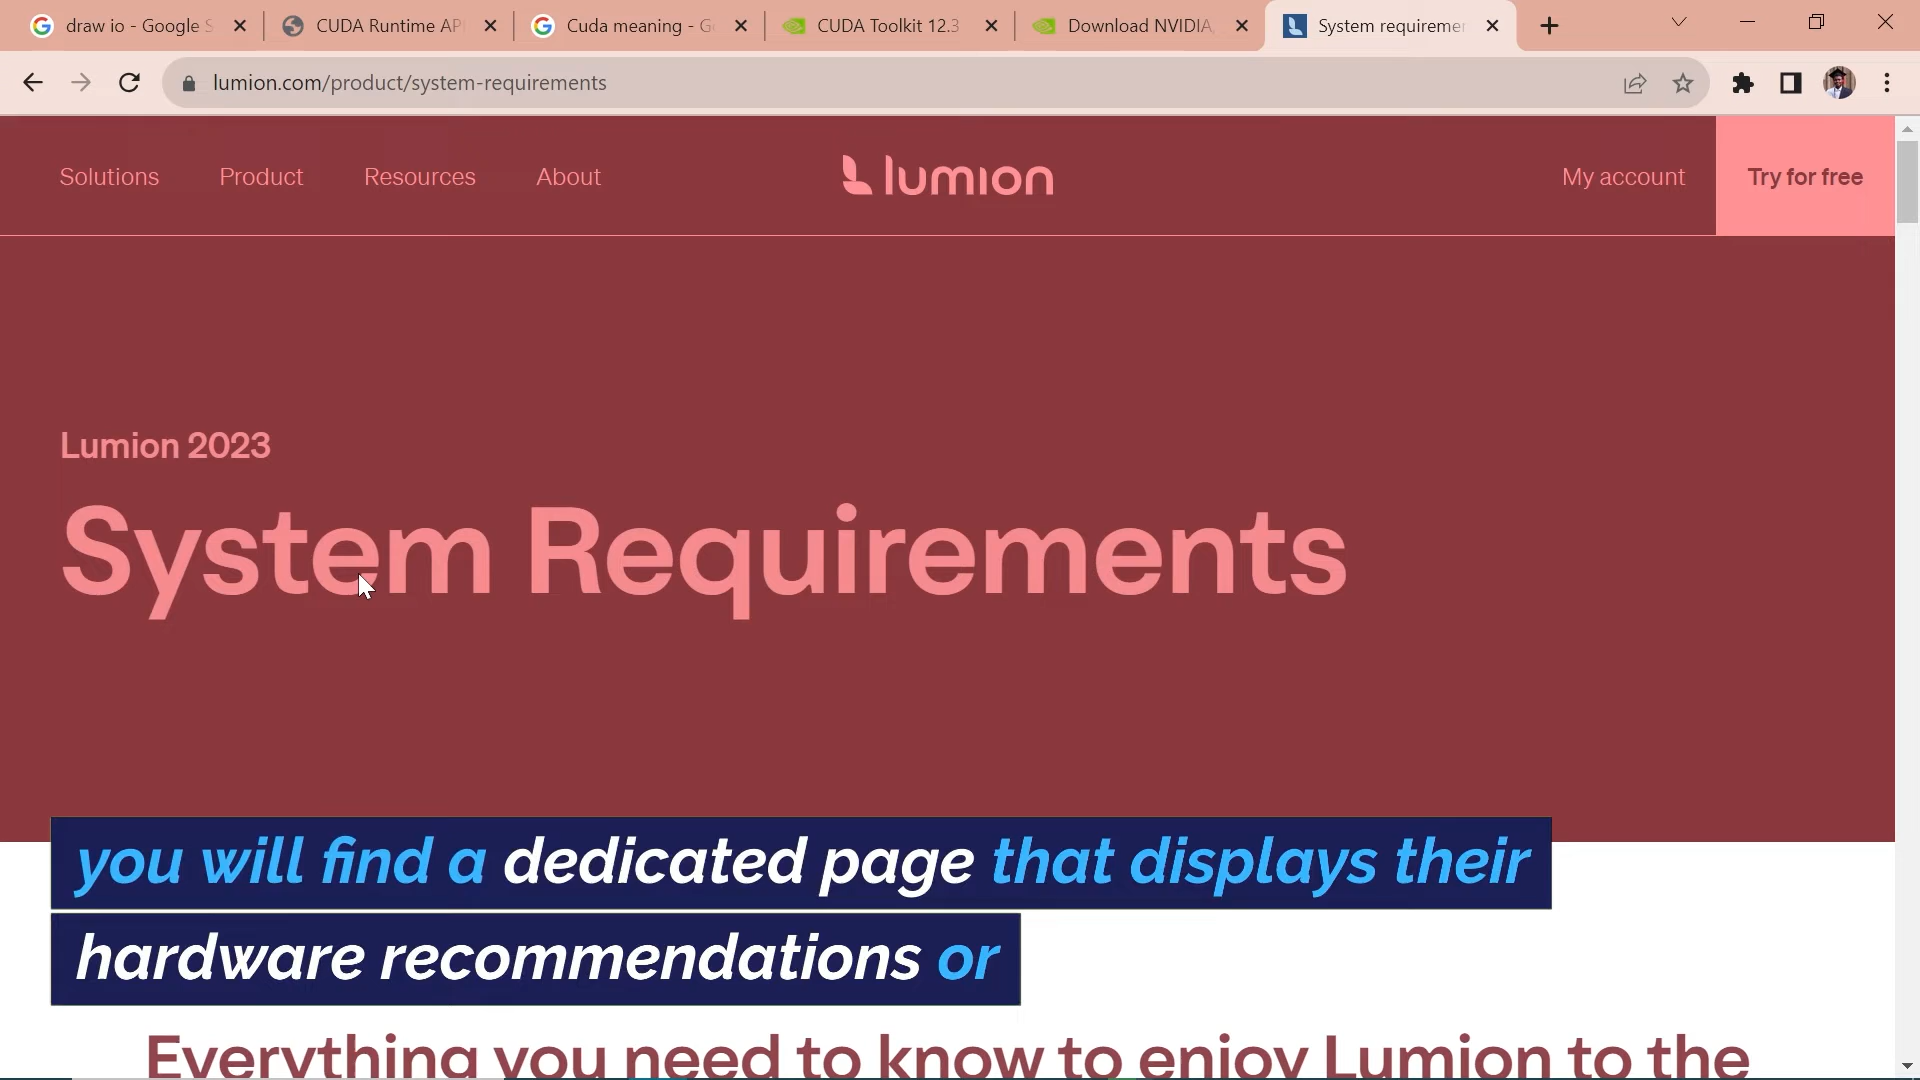 draw io - Google S
CUDA Runtime API
Cuda meaning - G
CUDA Toolkit 12.3
Download NVIDIA
System requiremen
lumion.com/product/system-requirements
Solutions
Product
Resources
About
lumion
My account
Try for free
Lumion 2023
System Requirements
you will find a dedicated page that displays their
hardware recommendations or
Everything you need to know to enjoy Lumion to the